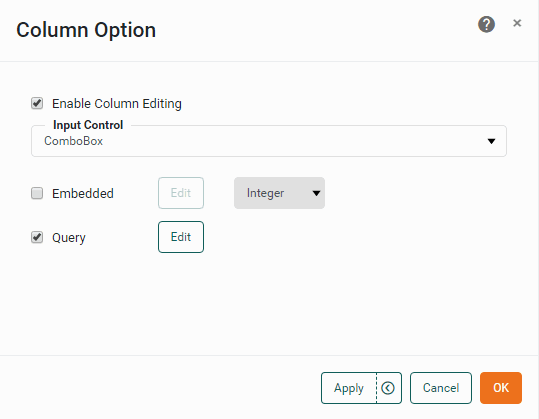 Column Option
Enable Column Editing
Input Control
ComboBox
Embedded Edit Integer
Query Edit
Apply Cancel OK